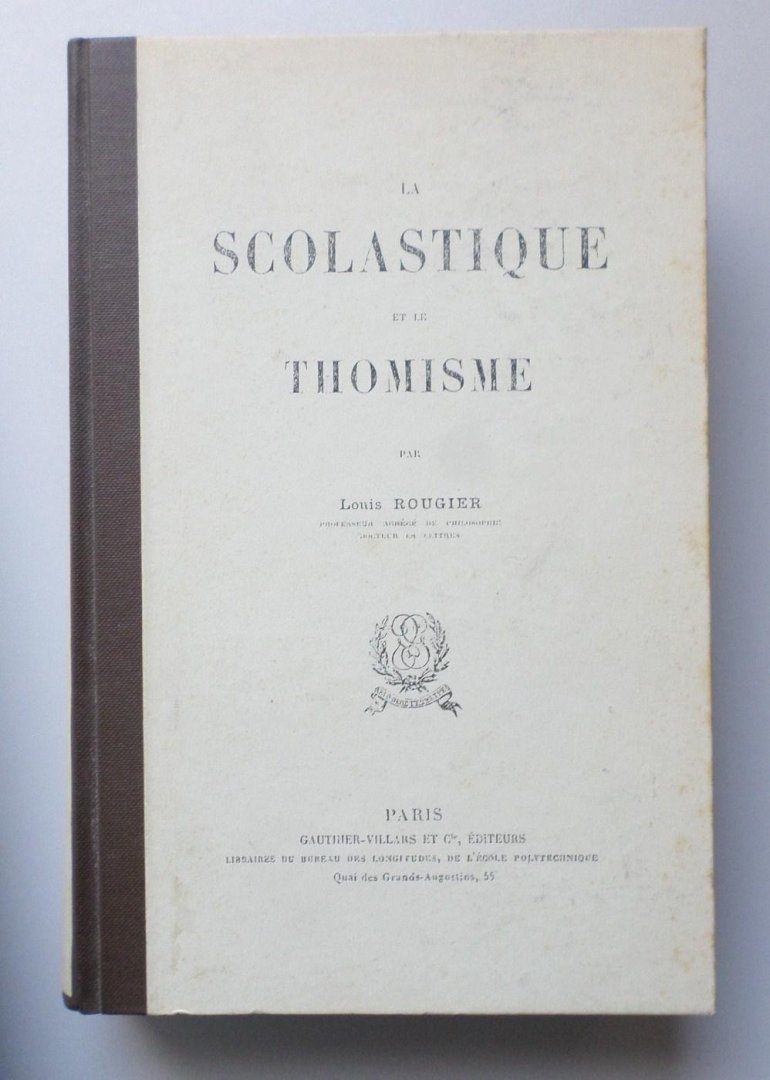 LA
SCOLASTIQUE
ET LE
THOMISME
PAR
Louis ROUGIER
PROFESSEUR AGRÉGÉ DE PHILOSOPHIE
DOCTEUR ES LETTRES
PARIS
GAUTHIER-VILLARS ET Cie, ÉDITEURS
LIBRAIRES DU BUREAU DES LONGITUDES, DE L'ÉCOLE POLYTECHNIQUE
Quai des Grands-Augustins, 55